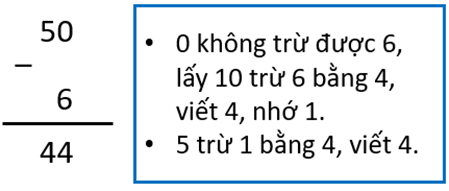 50
−
6
44
• 0 không trừ được 6,
lấy 10 trừ 6 bằng 4,
viết 4, nhớ 1.
• 5 trừ 1 bằng 4, viết 4.